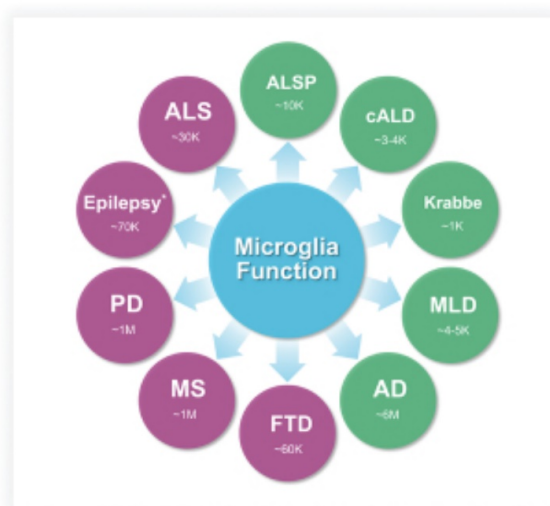 Microglia
Function
ALSP
~10K
cALD
~3-4K
Krabbe
~1K
MLD
~4-5K
AD
~6M
FTD
~60K
MS
~1M
PD
~1M
Epilepsy*
~70K
ALS
~30K